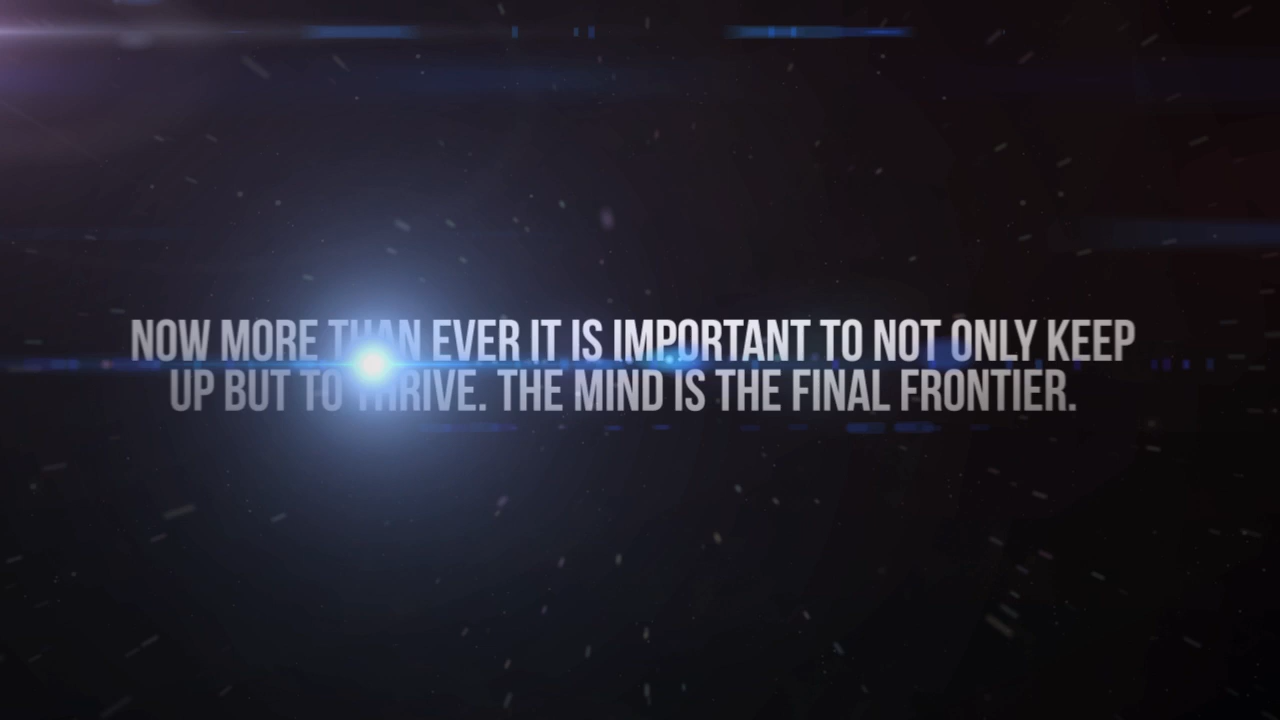 NOW MORE THAN EVER IT IS IMPORTANT TO NOT ONLY KEEP
UP BUT TO THRIVE. THE MIND IS THE FINAL FRONTIER.